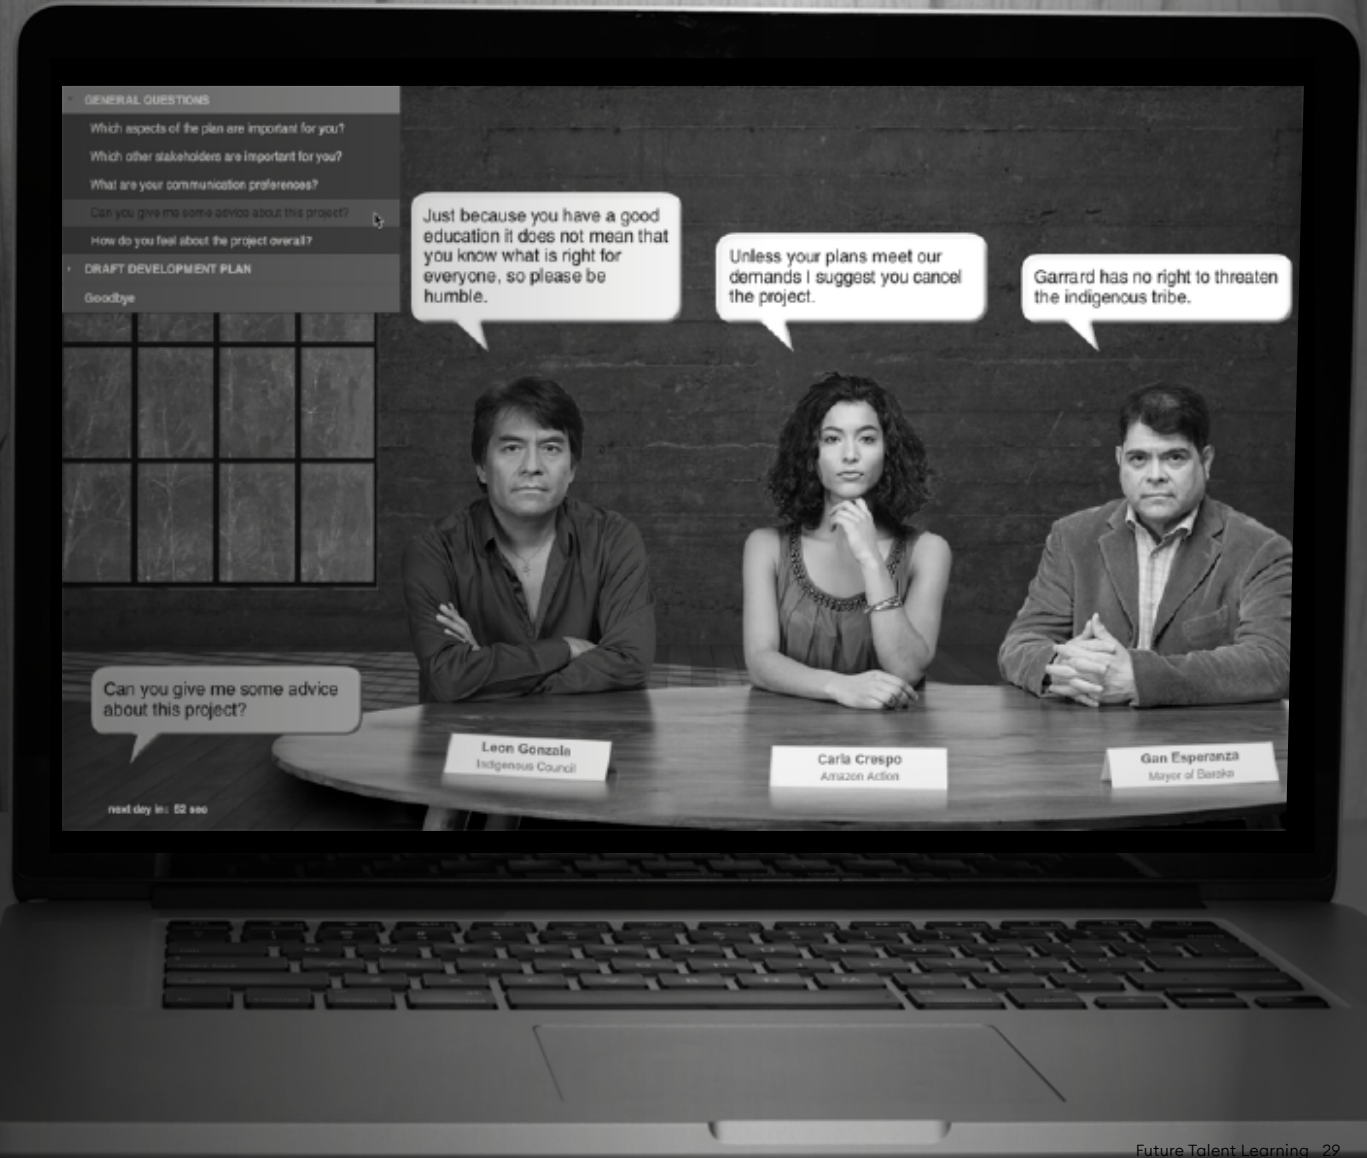 GENERAL QUESTIONS
Which aspects of the plan are important for you?
Which other stakeholders are important for you?
What are your communication preferences?
Can you give me some advice about this project?
How do you feel about the project overall?
DRAFT DEVELOPMENT PLAN
Goodbye
Just because you have a good
education it does not mean that
you know what is right for
everyone, so please be
humble.
Unless your plans meet our
demands I suggest you cancel
the project.
Garrard has no right to threaten
the indigenous tribe.
Can you give me some advice
about this project?
Leon Gonzala
Indigenous Council
Carla Crespo
Amazon Action
Gan Esperanza
Mayor of Baraka
next day in: 52 sec
Future Talent Learning 29